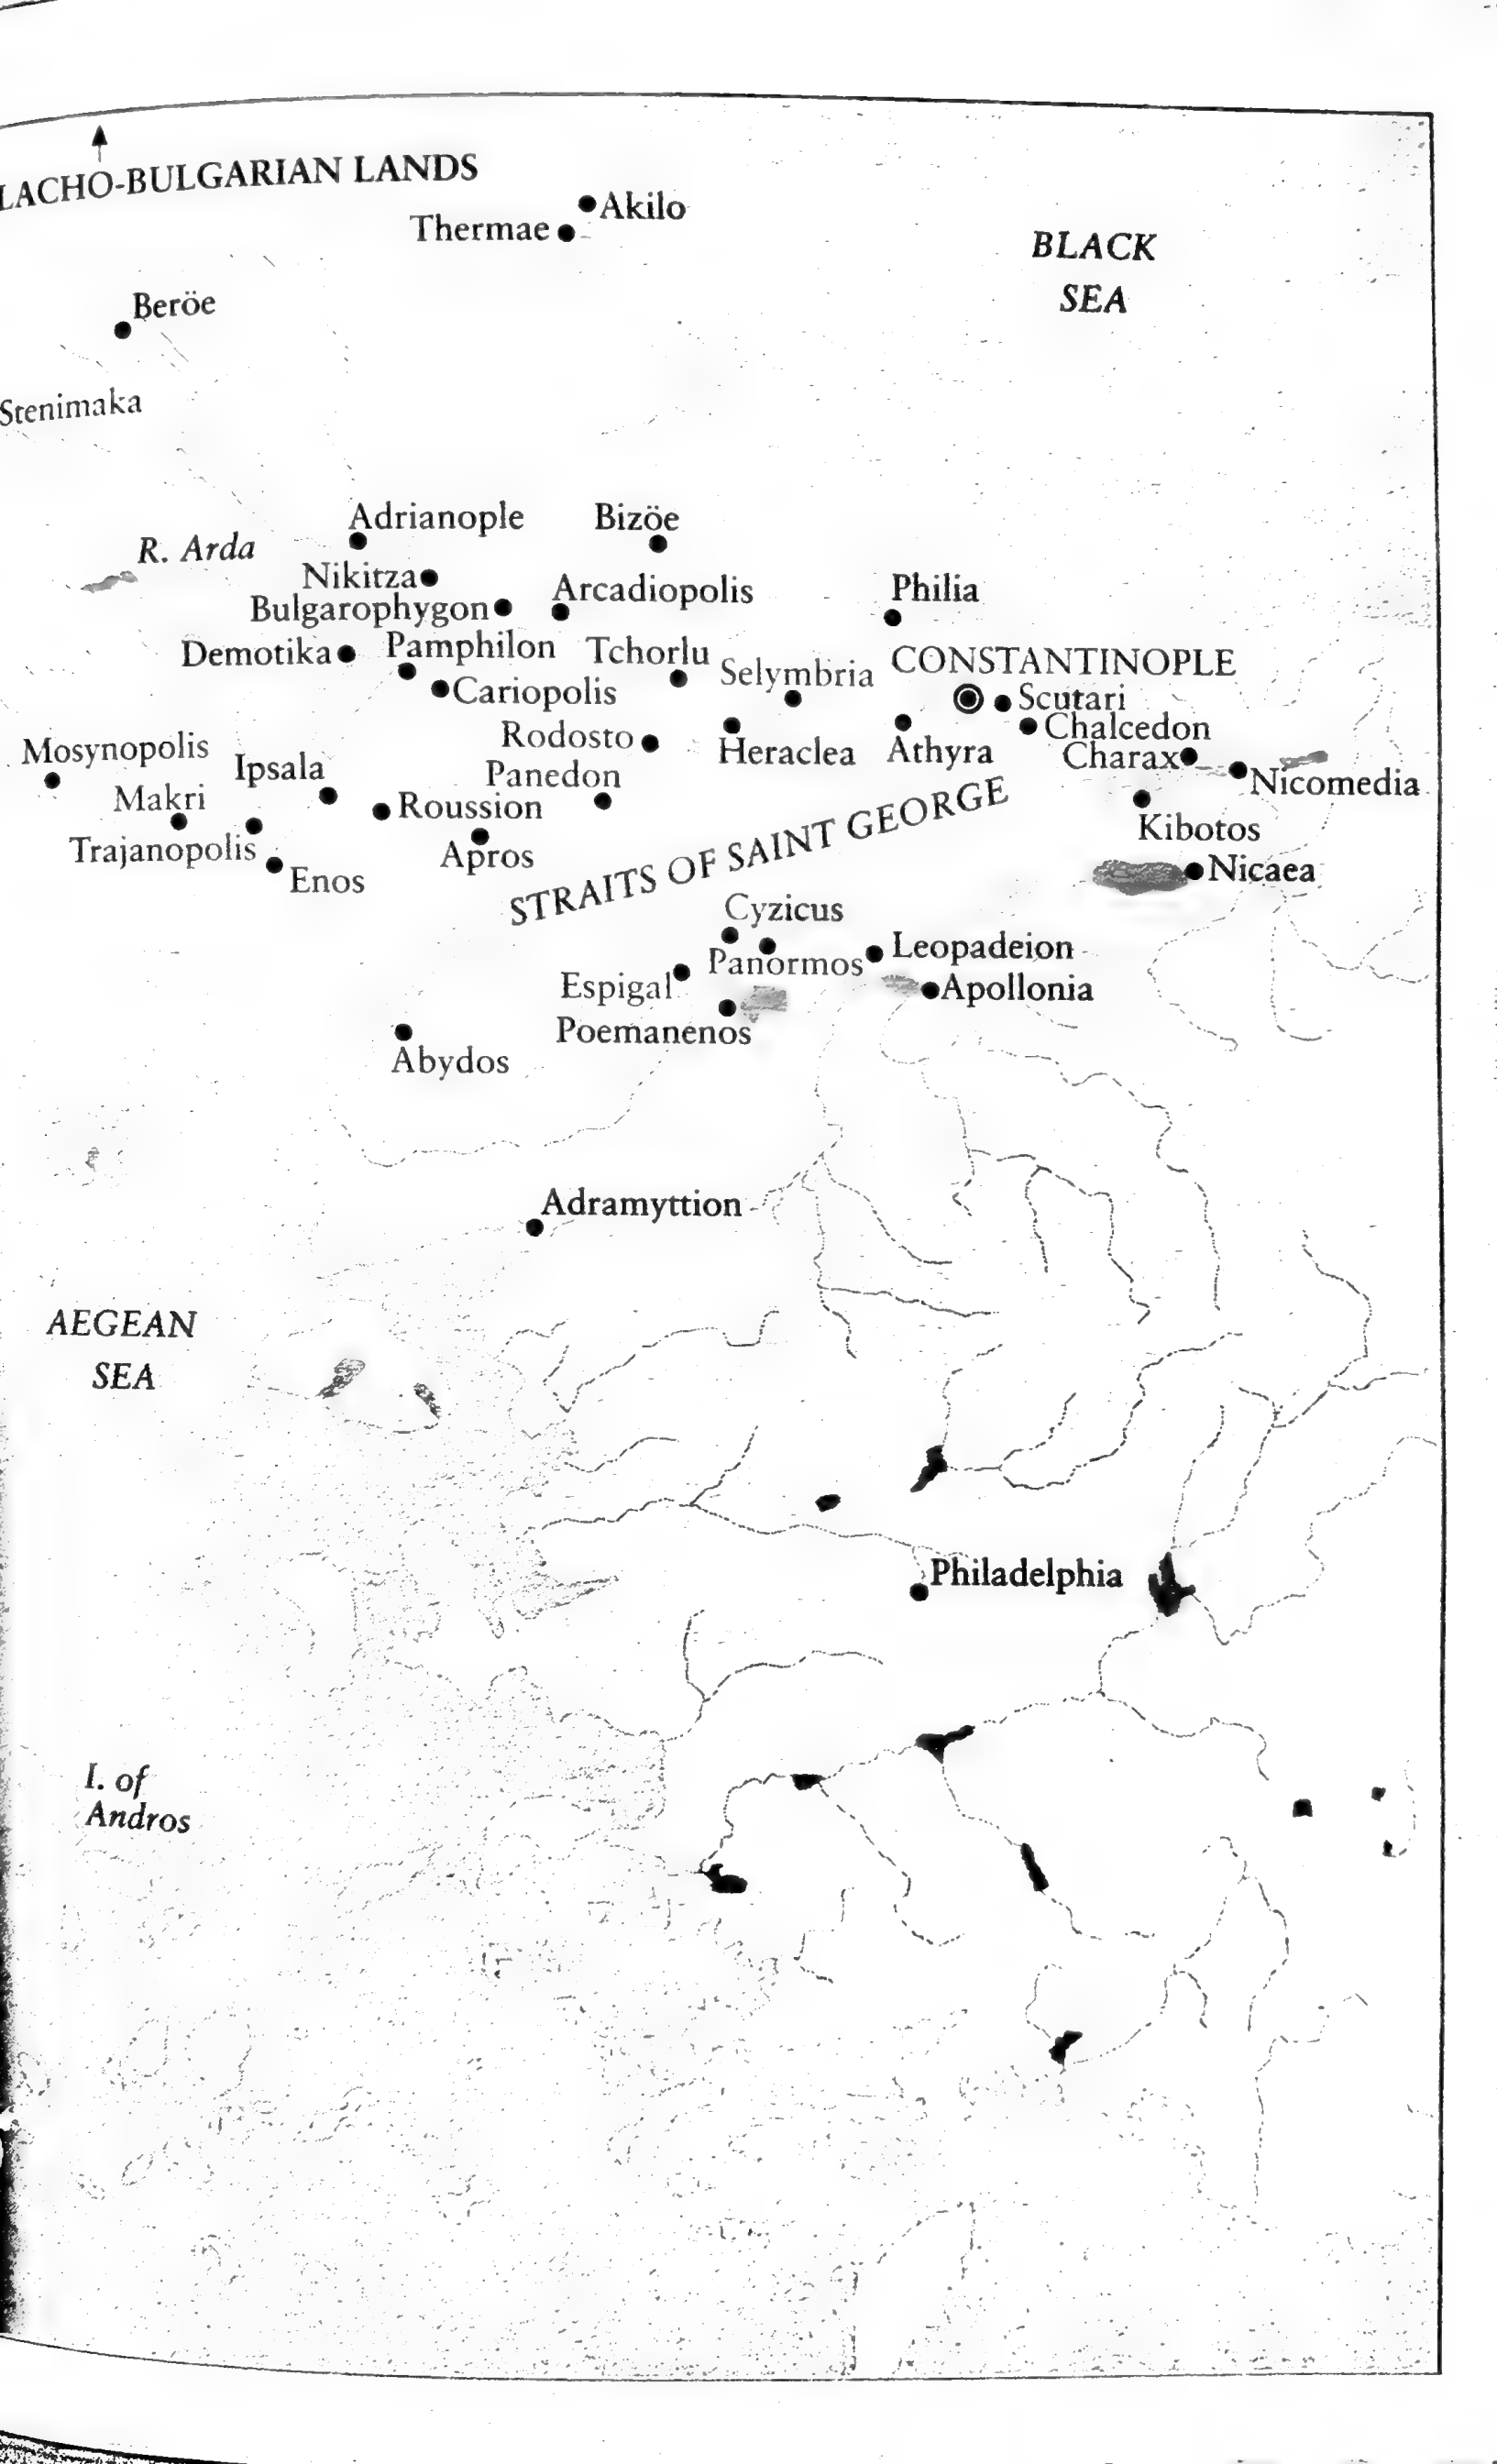 LACHO-BULGARIAN LANDS
Akilo
Thermae
BLACK
SEA
Beröe
Stenimaka
Adrianople
Bizöe
R. Arda
Nikitza
Arcadiopolis
Philia
Bulgarophygon
Demotika
Pamphilon
Tchorlu
Selymbria
CONSTANTINOPLE
Cariopolis
Scutari
Chalcedon
Rodosto
Heraclea
Athyra
Charax
Mosynopolis
Ipsala
Panedon
Nicomedia
Makri
Roussion
Kibotos
Trajanopolis
Apros
STRAITS OF SAINT GEORGE
Nicaea
Enos
Cyzicus
Leopadeion
Panormos
Espigal
Apollonia
Poemanenos
Abydos
Adramyttion
AEGEAN
SEA
Philadelphia
I. of
Andros